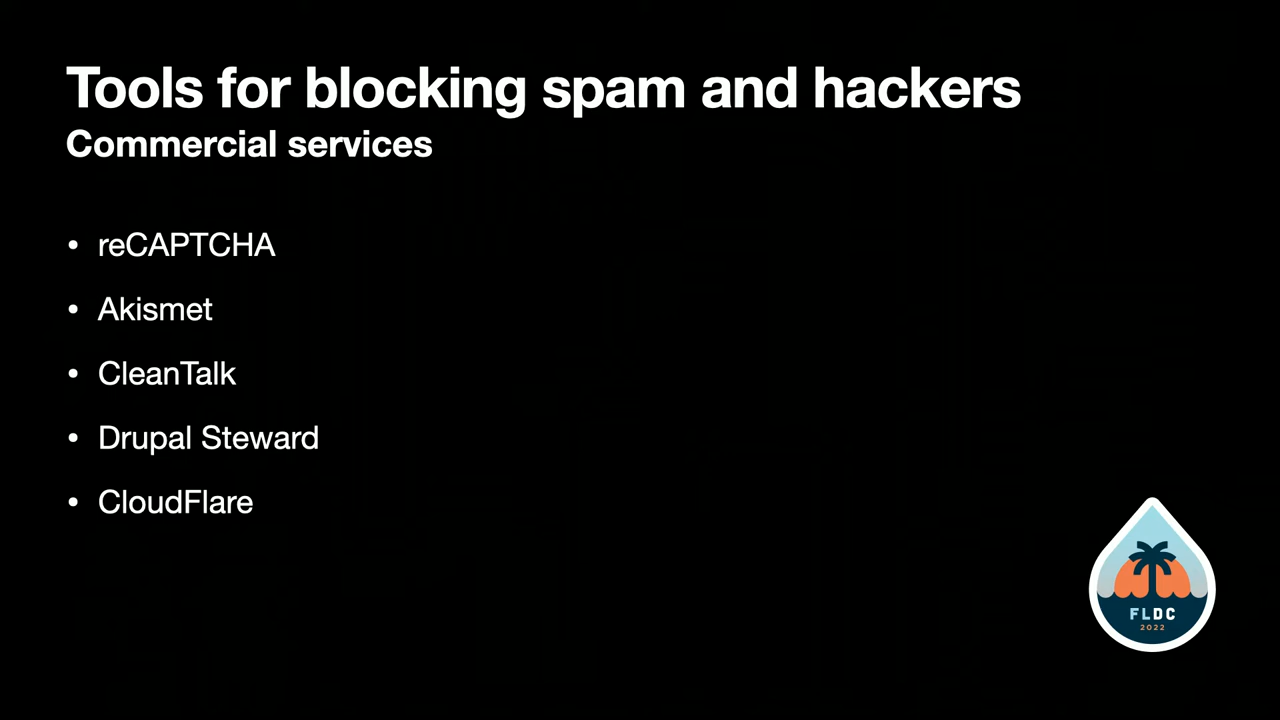 Tools for blocking spam and hackers
Commercial services
• reCAPTCHA
• Akismet
• CleanTalk
• Drupal Steward
• CloudFlare
FLDC
2022